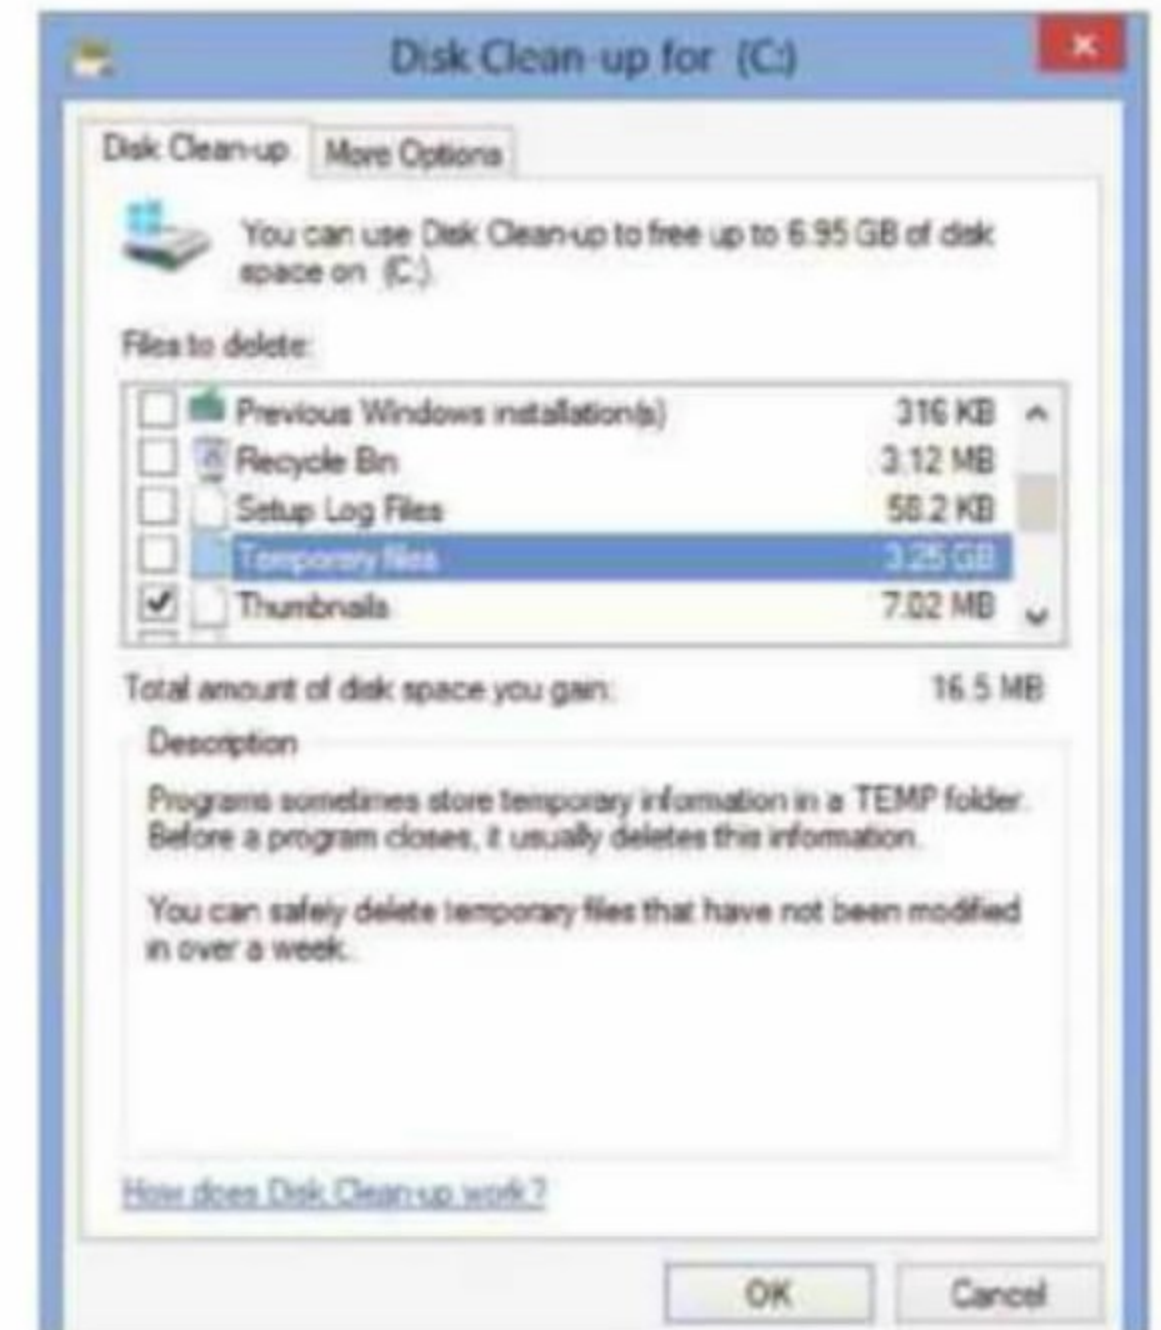 Disk Clean-up for (C:)
Disk Clean-up
More Options
You can use Disk Clean-up to free up to 6.95 GB of disk
space on (C:).
Files to delete:
Previous Windows installation(s) 316 KB
Recycle Bin 3.12 MB
Setup Log Files 58.2 KB
Temporary files 3.25 GB
Thumbnails 7.02 MB
Total amount of disk space you gain: 16.5 MB
Description
Programs sometimes store temporary information in a TEMP folder.
Before a program closes, it usually deletes this information.
You can safely delete temporary files that have not been modified
in over a week.
How does Disk Clean-up work?
OK
Cancel